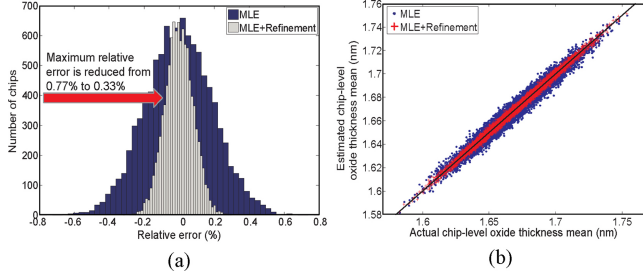 700
600
500
400
300
200
100
0
-0.8
-0.6
-0.4
-0.2
0
0.2
0.4
0.6
0.8
Number of chips
Relative error (%)
MLE
MLE+Refinement
Maximum relative
error is reduced from
0.77% to 0.33%
(a)
1.76
1.74
1.72
1.70
1.68
1.66
1.64
1.62
1.58
1.6
1.65
1.7
1.75
Estimated chip-level
oxide thickness mean (nm)
Actual chip-level oxide thickness mean (nm)
MLE
MLE+Refinement
(b)